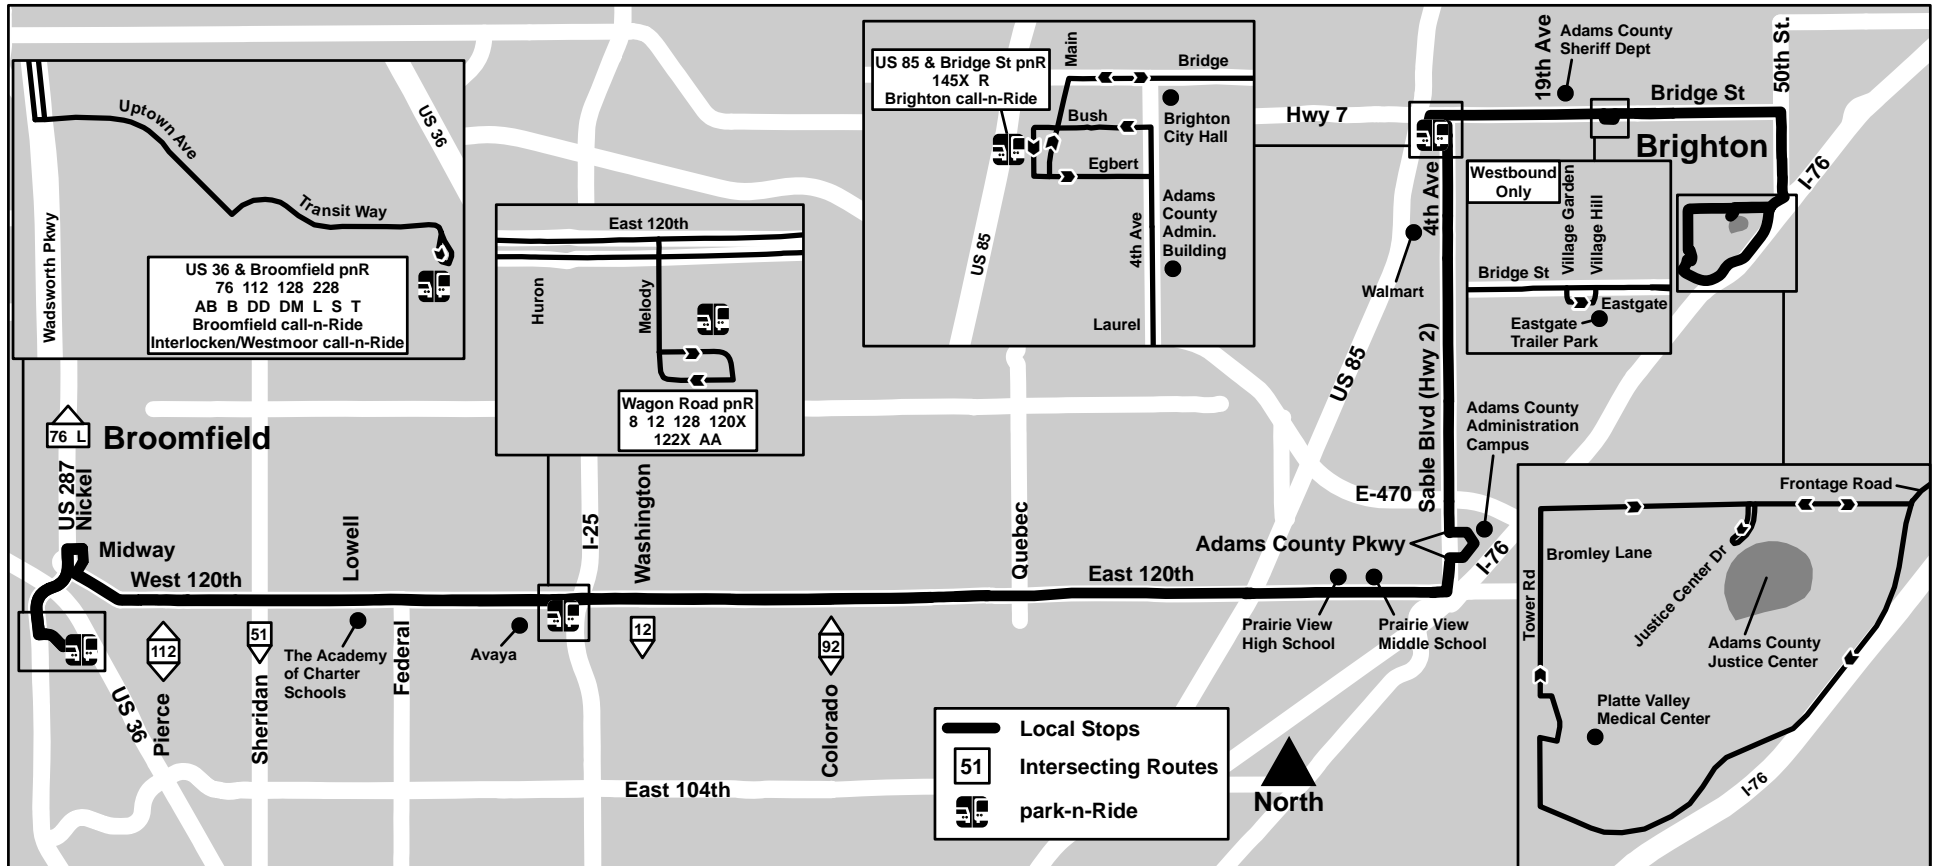 Uptown Ave
US 36
Transit Way
Wadsworth Pkwy
US 36 & Broomfield pnR
76 112 128 228
AB B DD DM L S T
Broomfield call-n-Ride
Interlocken/Westmoor call-n-Ride
76 L
Broomfield
US 287
Nickel
Midway
West 120th
US 36
112
Pierce
51
Sheridan
Lowell
The Academy
of Charter
Schools
Federal
Avaya
East 120th
Huron
Melody
Wagon Road pnR
8 12 128 120X
122X AA
I-25
Washington
12
92
Colorado
East 104th
Quebec
East 120th
US 85 & Bridge St pnR
145X R
Brighton call-n-Ride
Main
Bridge
Bush
Brighton
City Hall
Egbert
Adams
County
Admin.
Building
4th Ave
US 85
Laurel
Hwy 7
19th Ave
Adams County
Sheriff Dept
50th St.
Bridge St
Brighton
I-76
4th Ave
Walmart
US 85
Sable Blvd (Hwy 2)
Westbound
Only
Village Garden
Village Hill
Bridge St
Eastgate
Eastgate
Trailer Park
Adams County
Administration
Campus
E-470
Adams County Pkwy
I-76
Prairie View
High School
Prairie View
Middle School
Frontage Road
Bromley Lane
Tower Rd
Justice Center Dr
Adams County
Justice Center
Platte Valley
Medical Center
I-76
Local Stops
51
Intersecting Routes
park-n-Ride
North